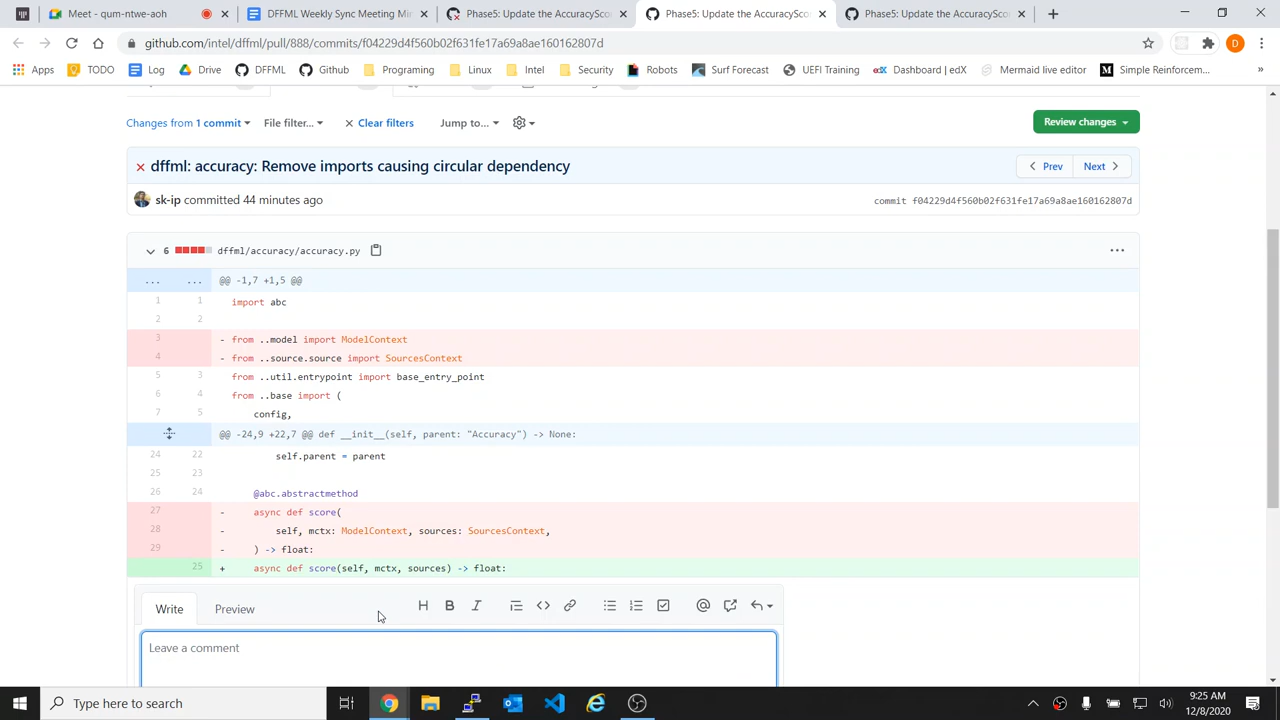 Meet - qum-ntwe-aoh
DFFML Weekly Sync Meeting Min
Phase5: Update the AccuracySco
Phase5: Update the AccuracySco
Phase5: Update the AccuracySco
github.com/intel/dffml/pull/888/commits/f04229d4f560b02f631fe17a69a8ae160162807d
D
Apps
TODO
Log
Drive
DFFML
Github
Programing
Linux
Intel
Security
Robots
Surf Forecast
UEFI Training
edX
Dashboard | edX
Mermaid live editor
M
Simple Reinforcem...
»
Changes from 1 commit
File filter...
Clear filters
Jump to...
Review changes
dffml: accuracy: Remove imports causing circular dependency
Prev
Next
sk-ip committed 44 minutes ago
commit f04229d4f560b02f631fe17a69a8ae160162807d
6
dffml/accuracy/accuracy.py
...
... ... @@ -1,7 +1,5 @@
1 1 import abc
2 2
3 - from ..model import ModelContext
4 - from ..source.source import SourcesContext
5 3 from ..util.entrypoint import base_entry_point
6 4 from ..base import (
7 5 config,
@@ -24,9 +22,7 @@ def __init__(self, parent: "Accuracy") -> None:
24 22 self.parent = parent
25 23
26 24 @abc.abstractmethod
27 - async def score(
28 - self, mctx: ModelContext, sources: SourcesContext,
29 - ) -> float:
25 + async def score(self, mctx, sources) -> float:
Write
Preview
H B I
Leave a comment
Type here to search
9:25 AM
12/8/2020